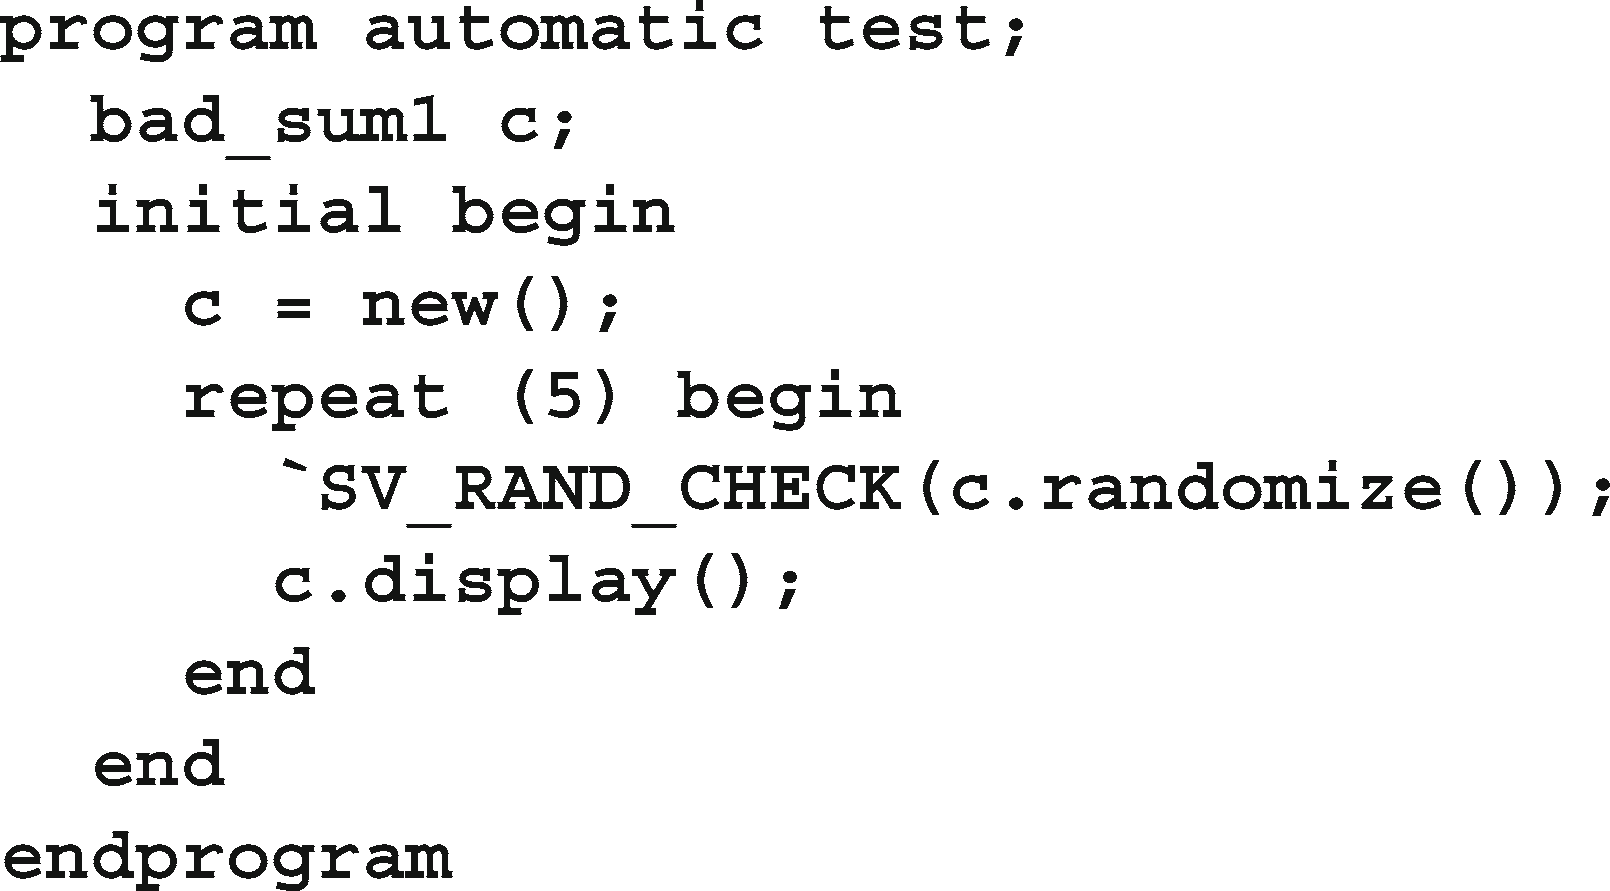 program automatic test;
  bad_sum1 c;
  initial begin
    c = new();
    repeat (5) begin
      `SV_RAND_CHECK(c.randomize());
      c.display();
    end
  end
endprogram